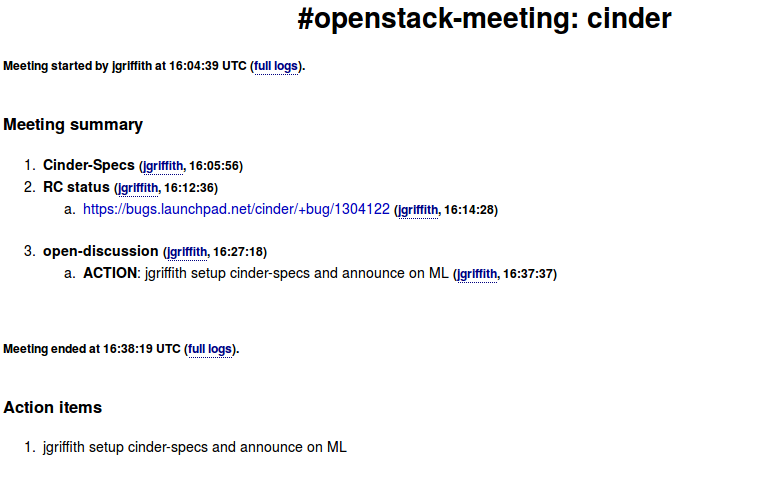 #openstack-meeting: cinder
Meeting started by jgriffith at 16:04:39 UTC (full logs).
Meeting summary
1. Cinder-Specs (jgriffith, 16:05:56)
2. RC status (jgriffith, 16:12:36)
a. https://bugs.launchpad.net/cinder/+bug/1304122 (jgriffith, 16:14:28)
3. open-discussion (jgriffith, 16:27:18)
a. ACTION: jgriffith setup cinder-specs and announce on ML (jgriffith, 16:37:37)
Meeting ended at 16:38:19 UTC (full logs).
Action items
1. jgriffith setup cinder-specs and announce on ML